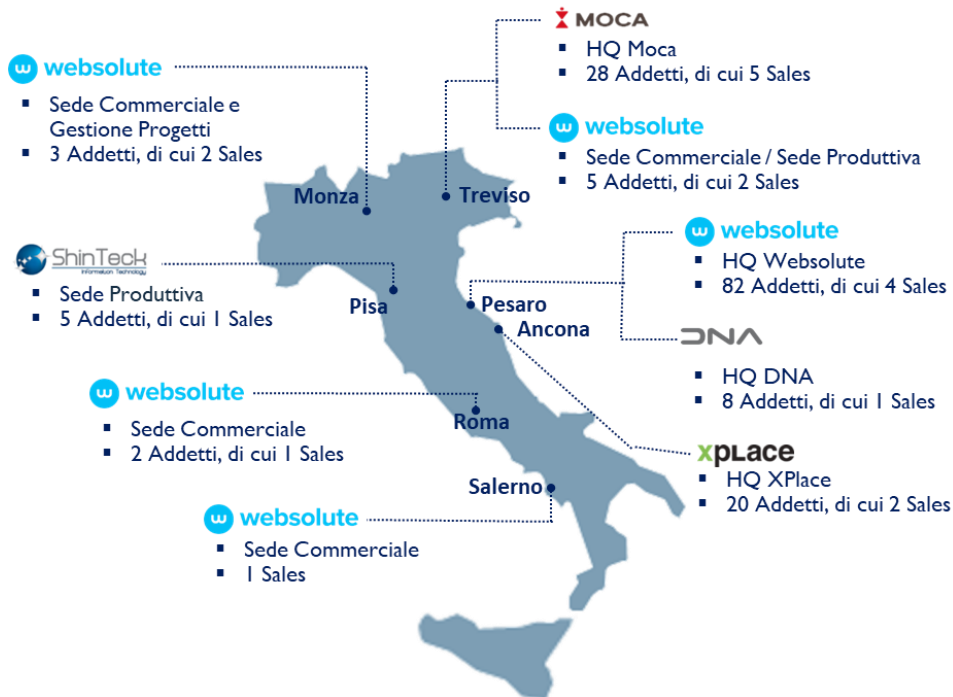 MOCA
▪ HQ Moca
▪ 28 Addetti, di cui 5 Sales
w websolute
▪ Sede Commerciale e
Gestione Progetti
▪ 3 Addetti, di cui 2 Sales
w websolute
▪ Sede Commerciale / Sede Produttiva
▪ 5 Addetti, di cui 2 Sales
Monza
Treviso
w websolute
▪ HQ Websolute
▪ 82 Addetti, di cui 4 Sales
ShinTeck
Information Technology
▪ Sede Produttiva
▪ 5 Addetti, di cui 1 Sales
Pisa
Pesaro
Ancona
DNA
▪ HQ DNA
▪ 8 Addetti, di cui 1 Sales
w websolute
▪ Sede Commerciale
▪ 2 Addetti, di cui 1 Sales
Roma
xplace
▪ HQ XPlace
▪ 20 Addetti, di cui 2 Sales
Salerno
w websolute
▪ Sede Commerciale
▪ 1 Sales